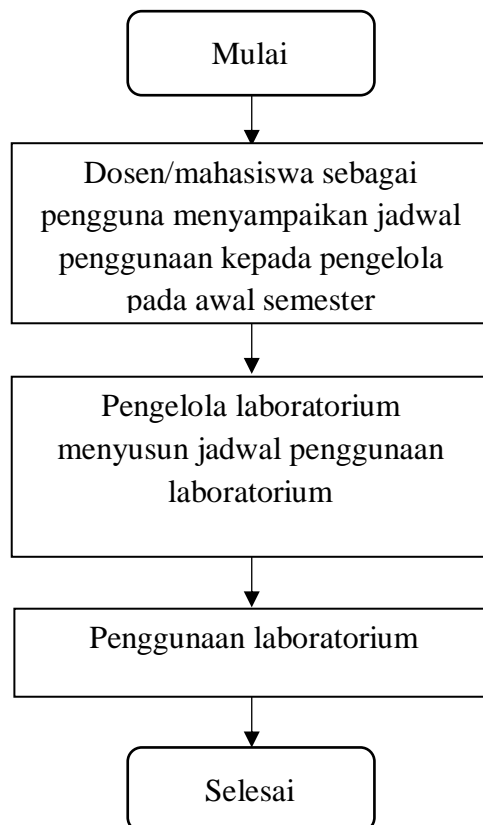 Mulai
Dosen/mahasiswa sebagai
pengguna menyampaikan jadwal
penggunaan kepada pengelola
pada awal semester
Pengelola laboratorium
menyusun jadwal penggunaan
laboratorium
Penggunaan laboratorium
Selesai